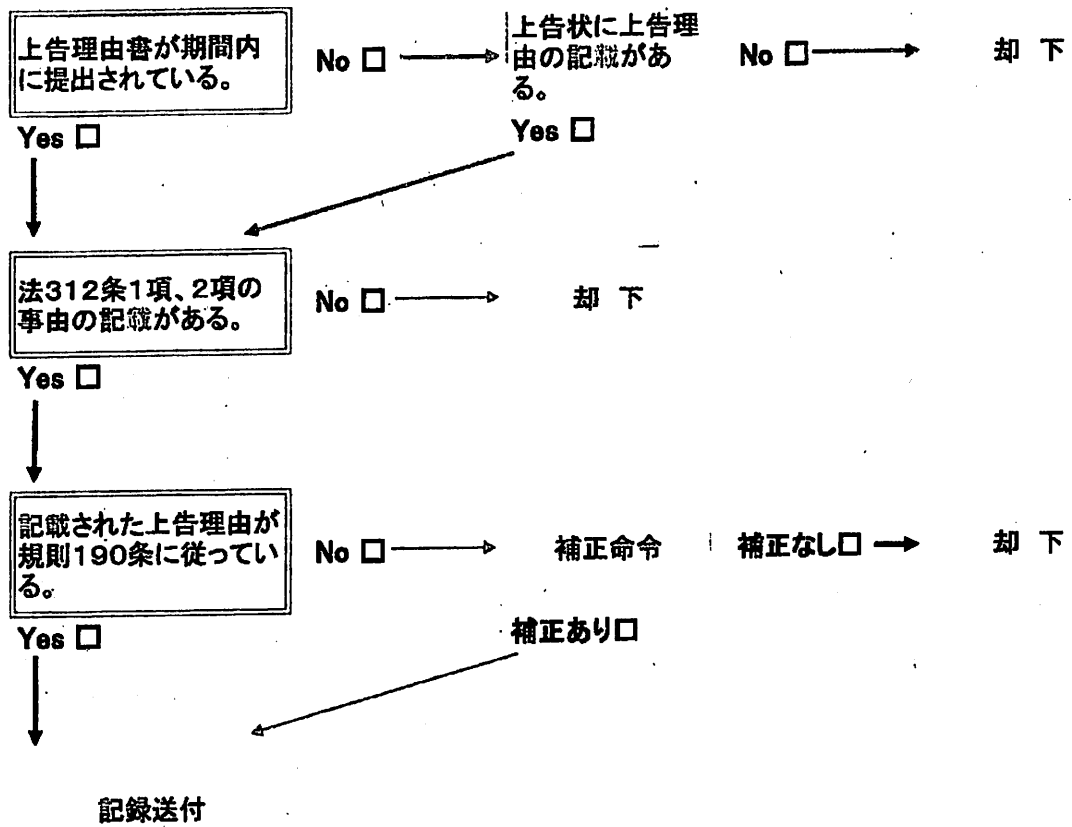 上告理由書が期間内
に提出されている。
No □
上告状に上告理
由の記載があ
る。
No □
却 下
Yes □
Yes □
法312条1項、2項の
事由の記載がある。
No □
却 下
Yes □
記載された上告理由が
規則190条に従ってい
る。
No □
補正命令
補正なし□
却 下
Yes □
補正あり□
記録送付